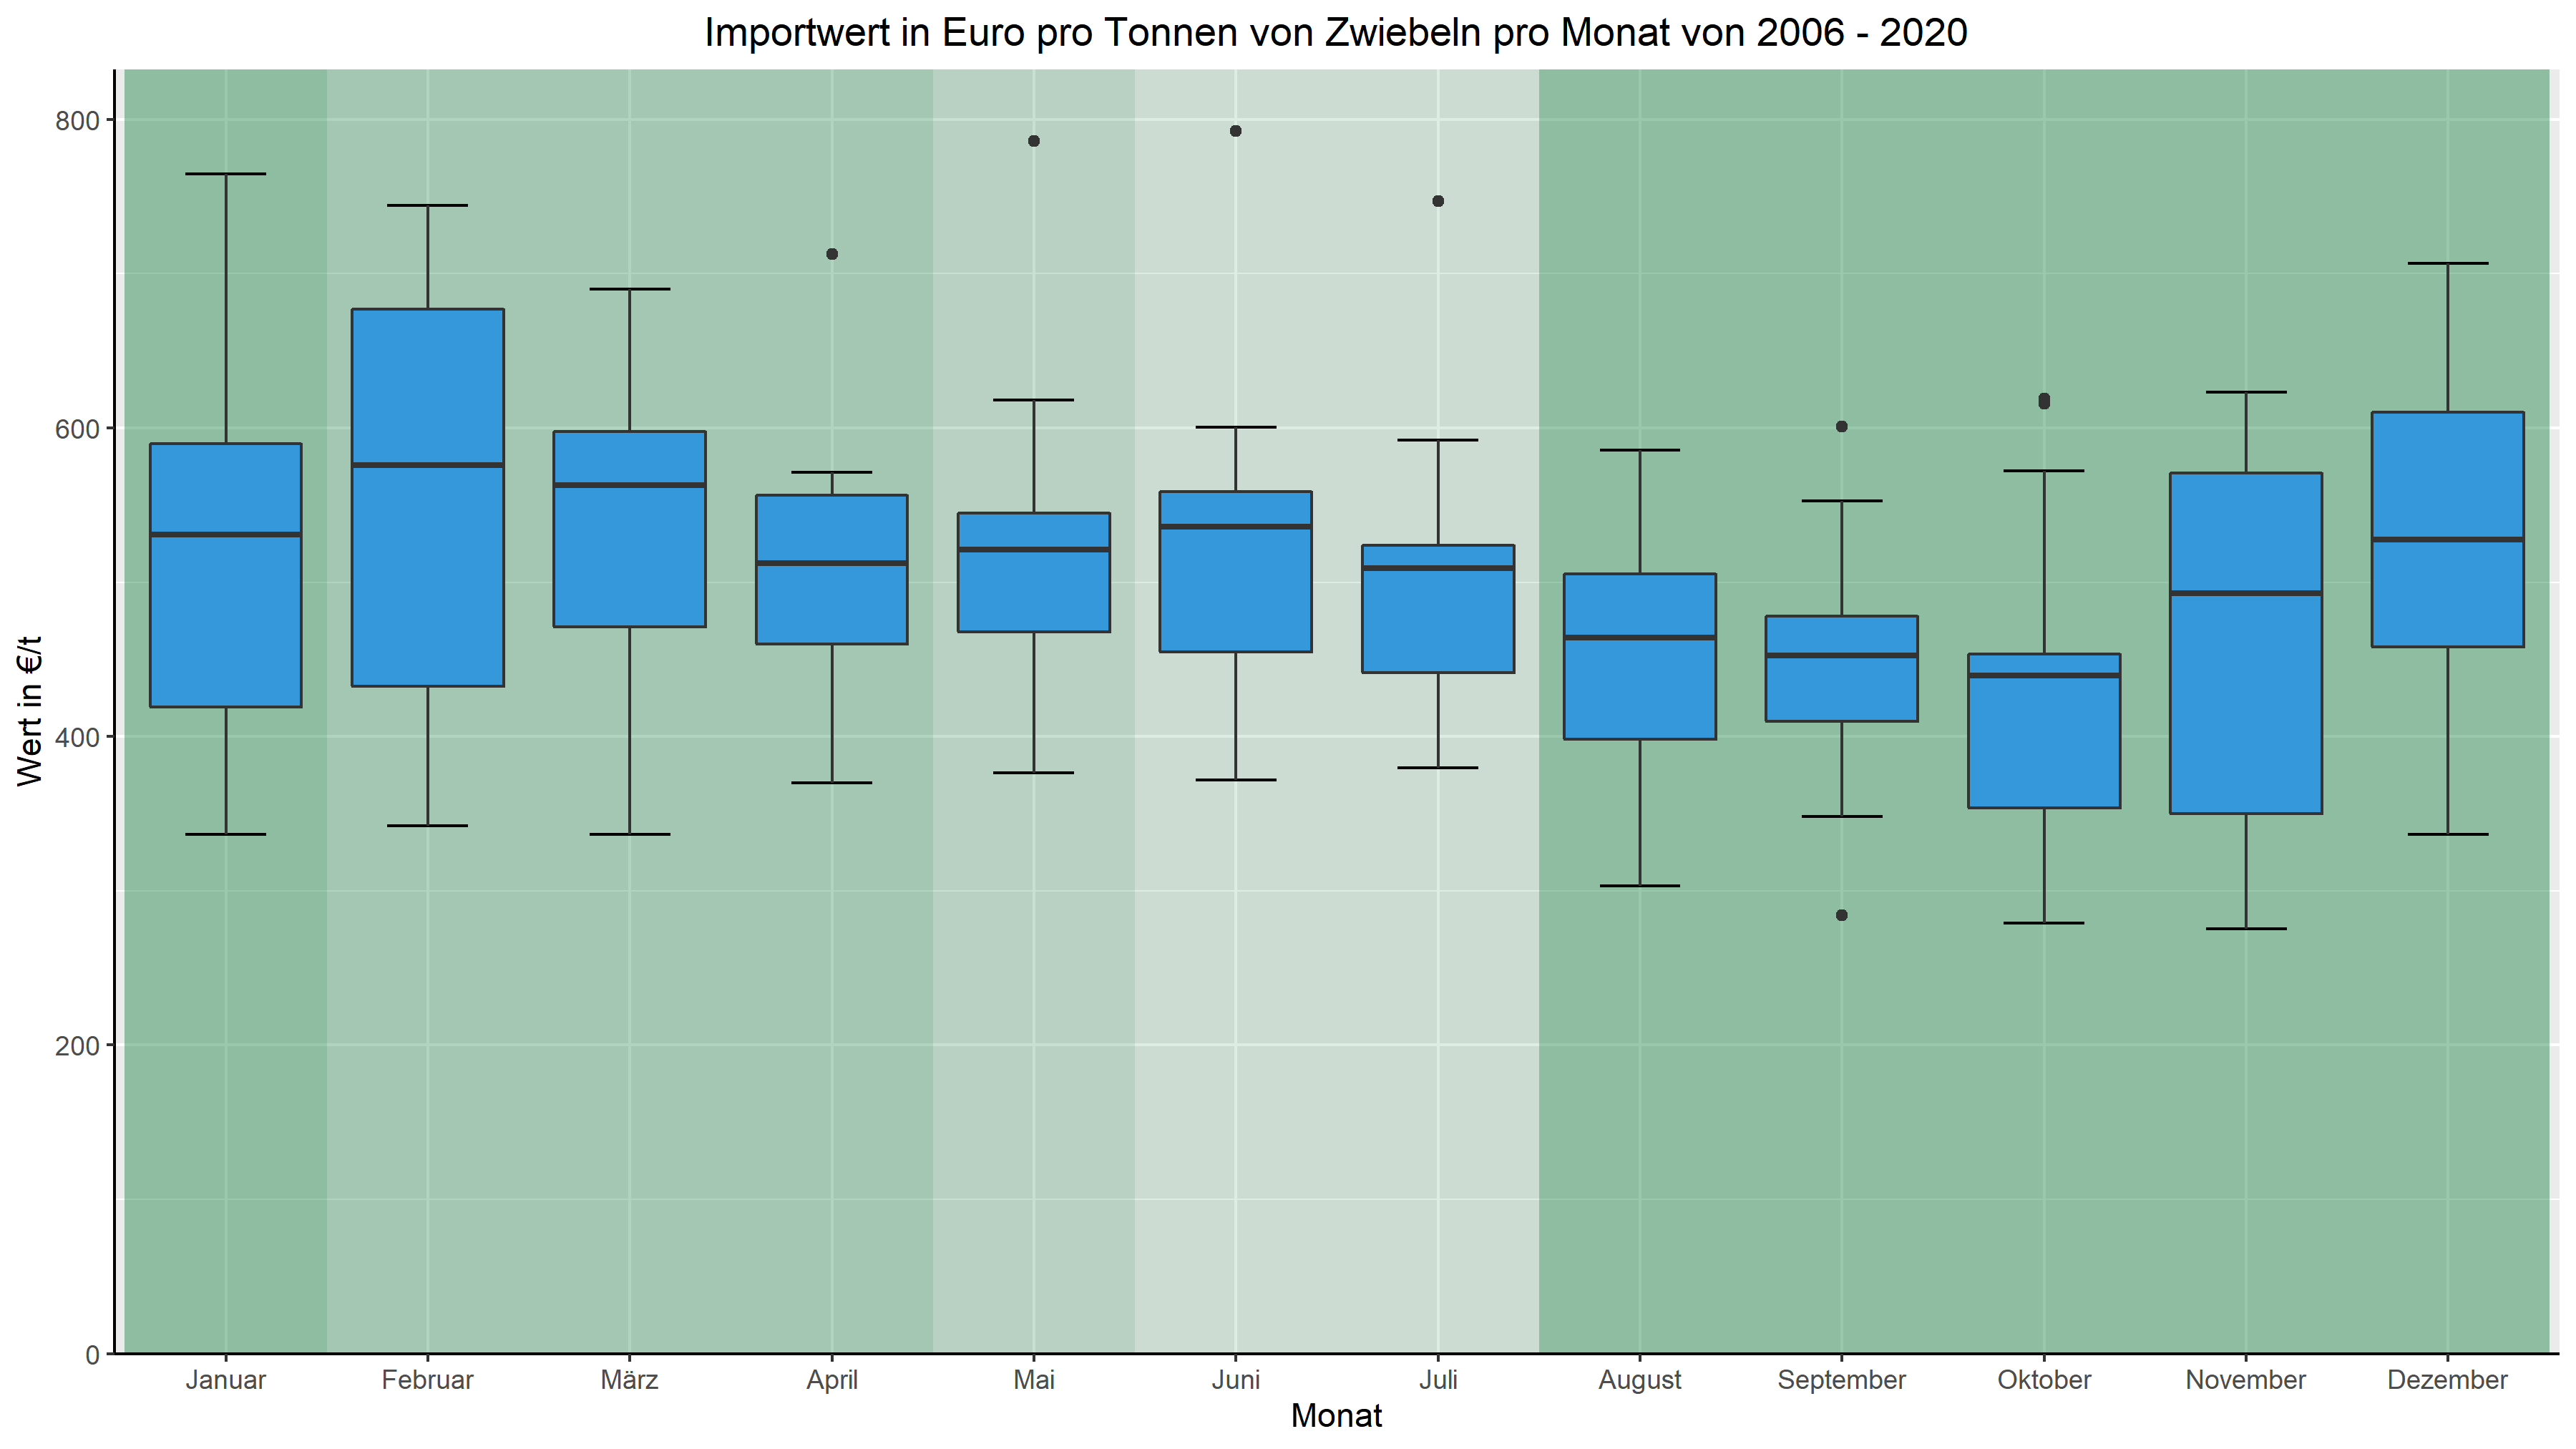 Importwert in Euro pro Tonnen von Zwiebeln pro Monat von 2006 - 2020
Wert in €/t
800
600
400
200
0
Januar Februar März April Mai Juni Juli August September Oktober November Dezember
Monat